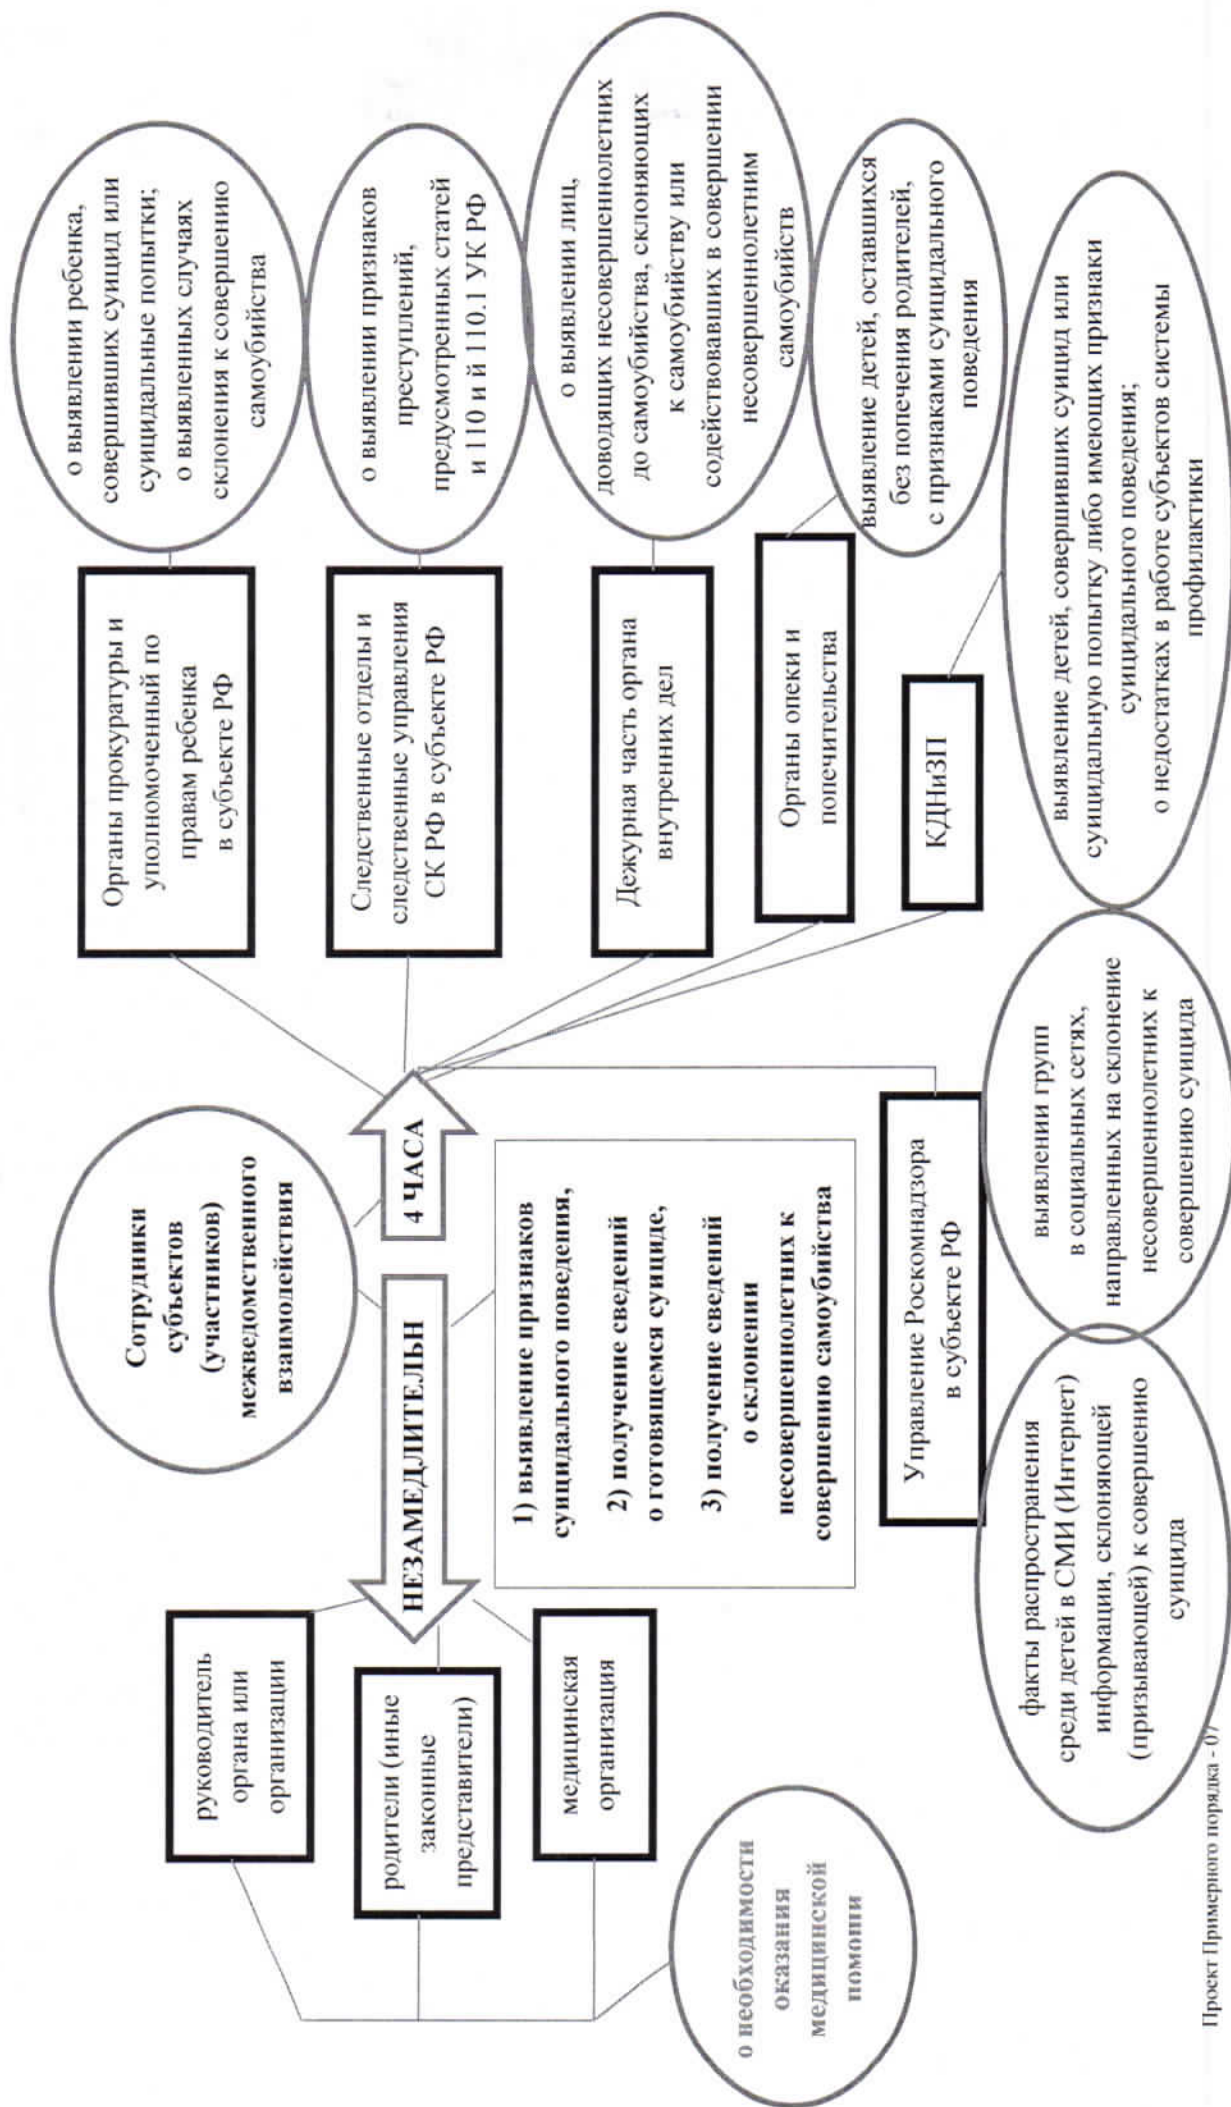 Сотрудники
субъектов
(участников)
межведомственного
взаимодействия
НЕЗАМЕДЛИТЕЛЬН
4 ЧАСА
руководитель
органа или
организации
родители (иные
законные
представители)
медицинская
организация
о необходимости
оказания
медицинской
помощи
1) выявление признаков
суицидального поведения,
2) получение сведений
о готовящемся суициде,
3) получение сведений
о склонении
несовершеннолетних к
совершению самоубийства
Органы прокуратуры и
уполномоченный по
правам ребенка
в субъекте РФ
о выявлении ребенка,
совершивших суицид или
суицидальные попытки;
о выявленных случаях
склонения к совершению
самоубийства
Следственные отделы и
следственные управления
СК РФ в субъекте РФ
о выявлении признаков
преступлений,
предусмотренных статей
и 110 и й 110.1 УК РФ
Дежурная часть органа
внутренних дел
о выявлении лиц,
доводящих несовершеннолетних
до самоубийства, склоняющих
к самоубийству или
содействовавших в совершении
несовершеннолетним
самоубийств
Органы опеки и
попечительства
выявление детей, оставшихся
без попечения родителей,
с признаками суицидального
поведения
КДНиЗП
выявление детей, совершивших суицид или
суицидальную попытку либо имеющих признаки
суицидального поведения;
о недостатках в работе субъектов системы
профилактики
Управление Роскомнадзора
в субъекте РФ
факты распространения
среди детей в СМИ (Интернет)
информации, склоняющей
(призывающей) к совершению
суицида
выявлении групп
в социальных сетях,
направленных на склонение
несовершеннолетних к
совершению суицида
Проект Примерного порядка - 07